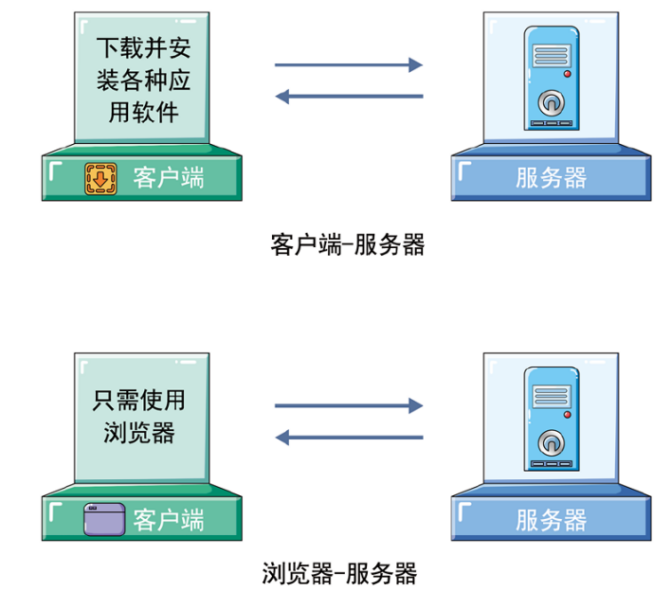 下载并安
装各种应
用软件
客户端
服务器
客户端-服务器
只需使用
浏览器
客户端
服务器
浏览器-服务器